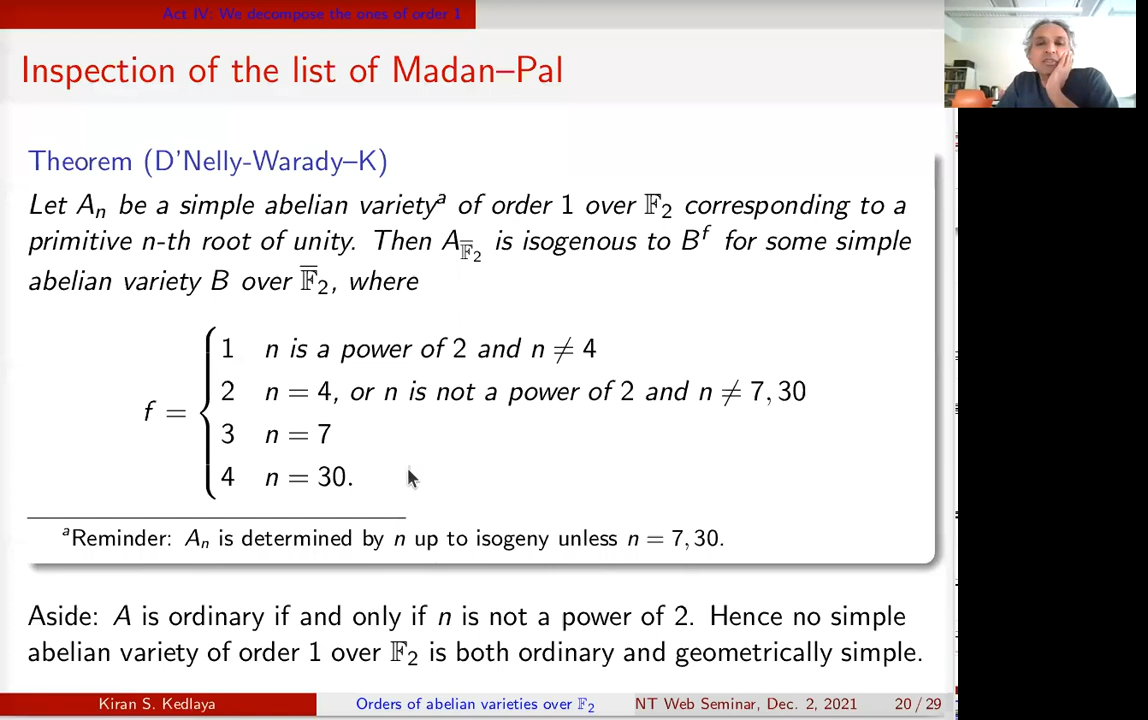 Act IV: We decompose the ones of order 1
Inspection of the list of Madan–Pal
Theorem (D'Nelly-Warady–K)
Let Aₙ be a simple abelian varietyᵃ of order 1 over 𝔽₂ corresponding to a
primitive n-th root of unity. Then A_{𝔽̅₂} is isogenous to Bᶠ for some simple
abelian variety B over 𝔽̅₂, where
f = { 1 n is a power of 2 and n ≠ 4
2 n = 4, or n is not a power of 2 and n ≠ 7, 30
3 n = 7
4 n = 30.
ᵃReminder: Aₙ is determined by n up to isogeny unless n = 7, 30.
Aside: A is ordinary if and only if n is not a power of 2. Hence no simple
abelian variety of order 1 over 𝔽₂ is both ordinary and geometrically simple.
Kiran S. Kedlaya Orders of abelian varieties over 𝔽₂ NT Web Seminar, Dec. 2, 2021 20 / 29